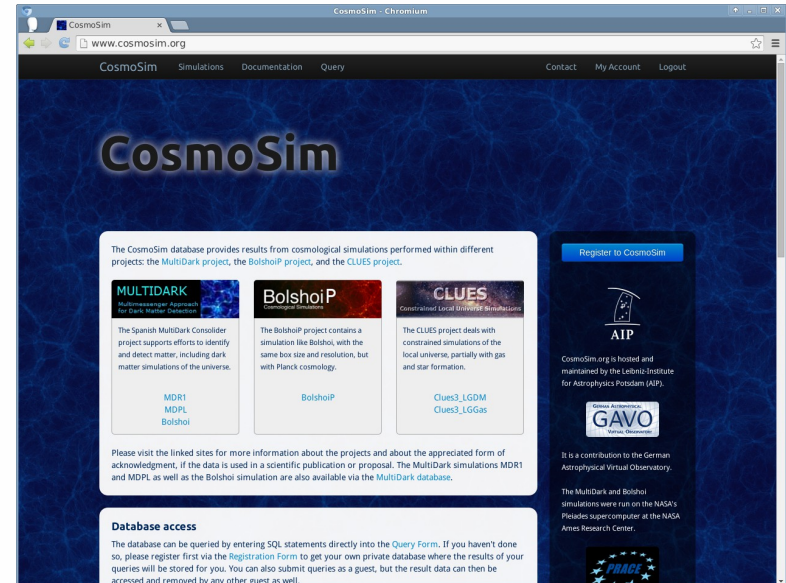 CosmoSim - Chromium
CosmoSim
www.cosmosim.org
CosmoSim Simulations Documentation Query Contact My Account Logout
CosmoSim
The CosmoSim database provides results from cosmological simulations performed within different
projects: the MultiDark project, the BolshoiP project, and the CLUES project.
MULTIDARK
Multimessenger Approach
for Dark Matter Detection
The Spanish MultiDark Consolider
project supports efforts to identify
and detect matter, including dark
matter simulations of the universe.
MDR1
MDPL
Bolshoi
BolshoiP
Cosmological Simulations
The BolshoiP project contains a
simulation like Bolshoi, with the
same box size and resolution, but
with Planck cosmology.
BolshoiP
CLUES
Constrained Local UniversE Simulations
The CLUES project deals with
constrained simulations of the
local universe, partially with gas
and star formation.
Clues3_LGDM
Clues3_LGGas
Please visit the linked sites for more information about the projects and about the appreciated form of
acknowledgment, if the data is used in a scientific publication or proposal. The MultiDark simulations MDR1
and MDPL as well as the Bolshoi simulation are also available via the MultiDark database.
Database access
The database can be queried by entering SQL statements directly into the Query Form. If you haven't done
so, please register first via the Registration Form to get your own private database where the results of your
queries will be stored for you. You can also submit queries as a guest, but the result data can then be
accessed and removed by any other guest as well.
Register to CosmoSim
AIP
CosmoSim.org is hosted and
maintained by the Leibniz-Institute
for Astrophysics Potsdam (AIP).
German Astrophysical
GAVO
Virtual Observatory
It is a contribution to the German
Astrophysical Virtual Observatory.
The MultiDark and Bolshoi
simulations were run on the NASA's
Pleiades supercomputer at the NASA
Ames Research Center.
PRACE